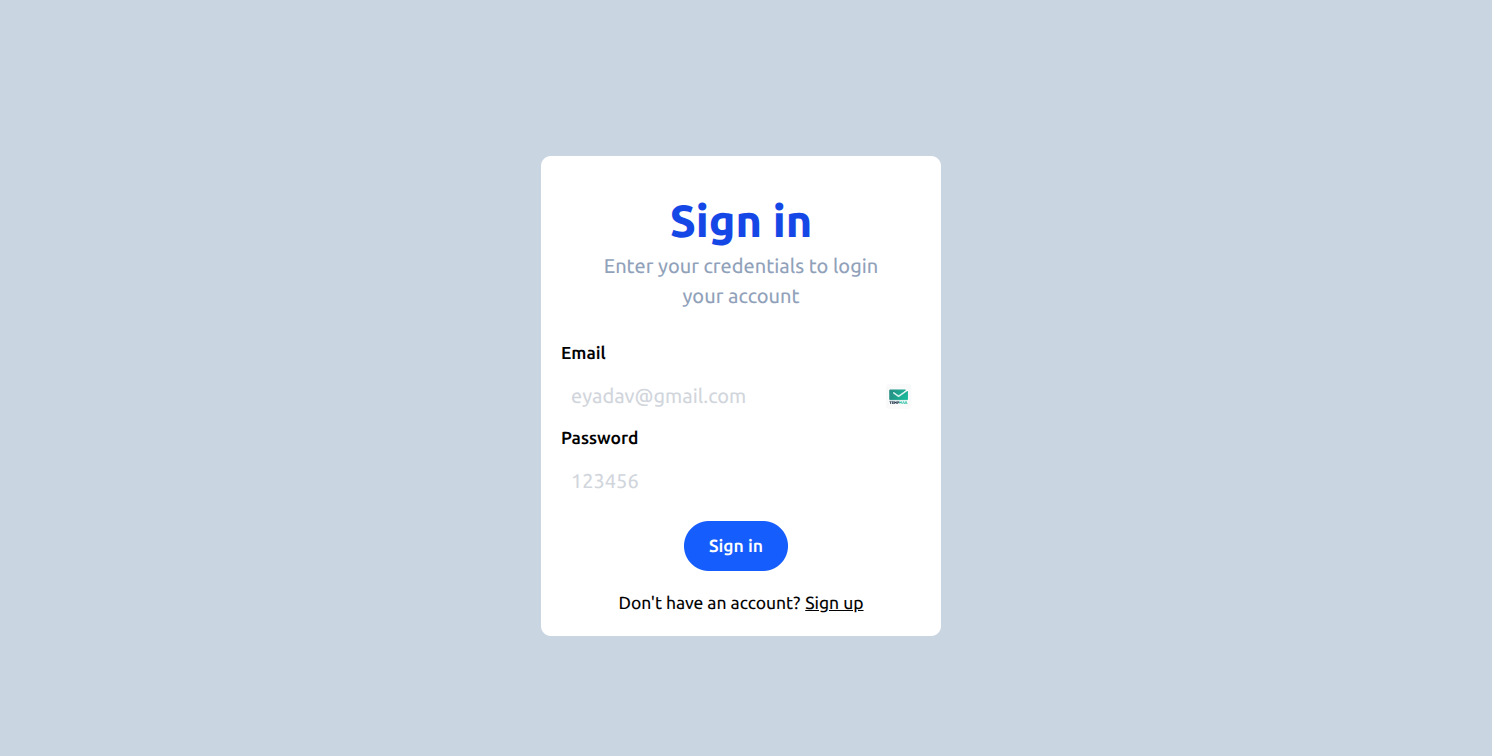 Sign in
Enter your credentials to login
your account
Email
eyadav@gmail.com
Password
123456
Sign in
Don't have an account? Sign up